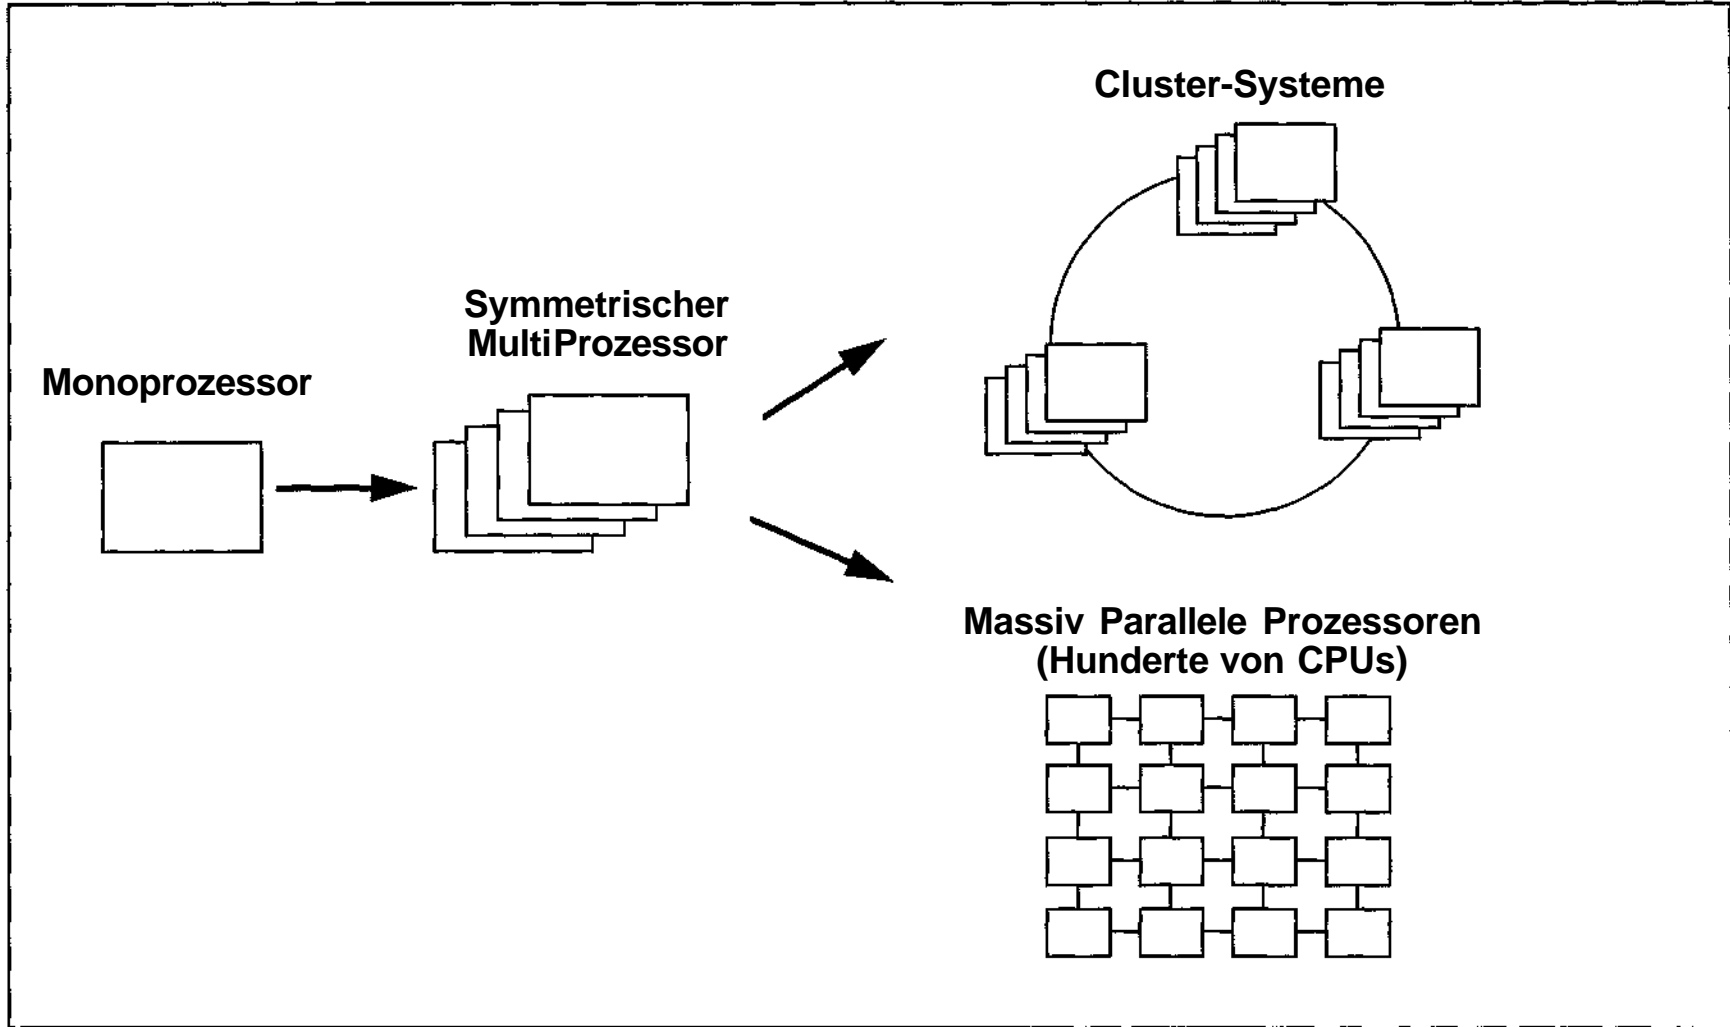 Cluster-Systeme
Symmetrischer
MultiProzessor
Monoprozessor
Massiv Parallele Prozessoren
(Hunderte von CPUs)